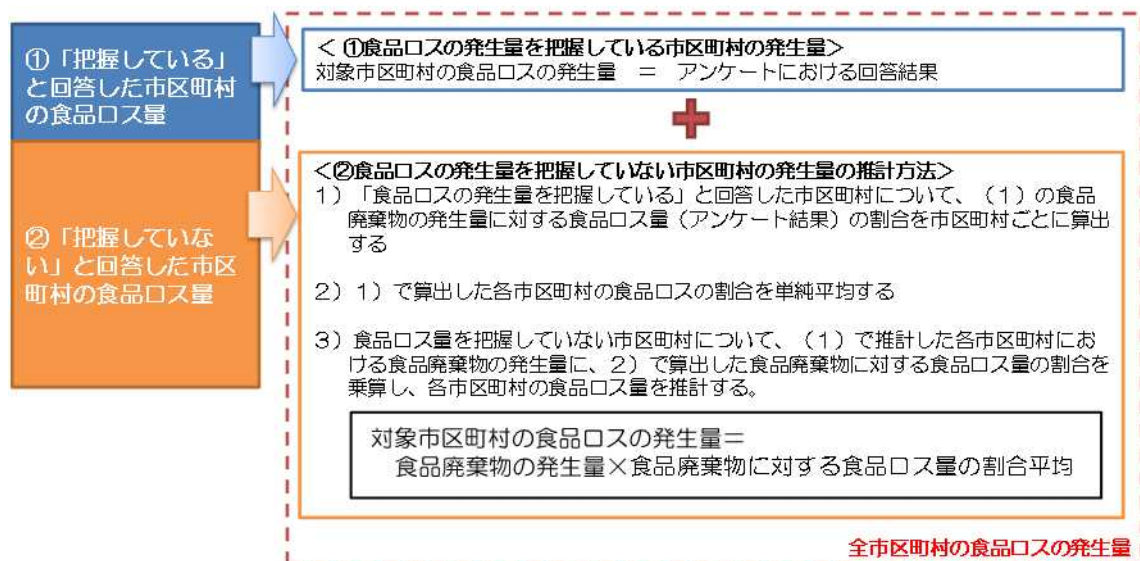 ①「把握している」
と回答した市区町村
の食品ロス量
②「把握していな
い」と回答した市区
町村の食品ロス量
＜①食品ロスの発生量を把握している市区町村の発生量＞
対象市区町村の食品ロスの発生量 ＝ アンケートにおける回答結果
＜②食品ロスの発生量を把握していない市区町村の発生量の推計方法＞
１）「食品ロスの発生量を把握している」と回答した市区町村について、（１）の食品
廃棄物の発生量に対する食品ロス量（アンケート結果）の割合を市区町村ごとに算出
する
２）１）で算出した各市区町村の食品ロスの割合を単純平均する
３）食品ロス量を把握していない市区町村について、（１）で推計した各市区町村にお
ける食品廃棄物の発生量に、２）で算出した食品廃棄物に対する食品ロス量の割合を
乗算し、各市区町村の食品ロス量を推計する。
対象市区町村の食品ロスの発生量＝
食品廃棄物の発生量×食品廃棄物に対する食品ロス量の割合平均
全市区町村の食品ロスの発生量